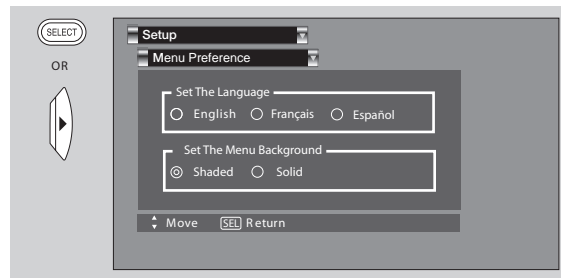 SELECT
OR
Setup
Menu Preference
Set The Language
English Français Español
Set The Menu Background
Shaded Solid
Move SEL Return